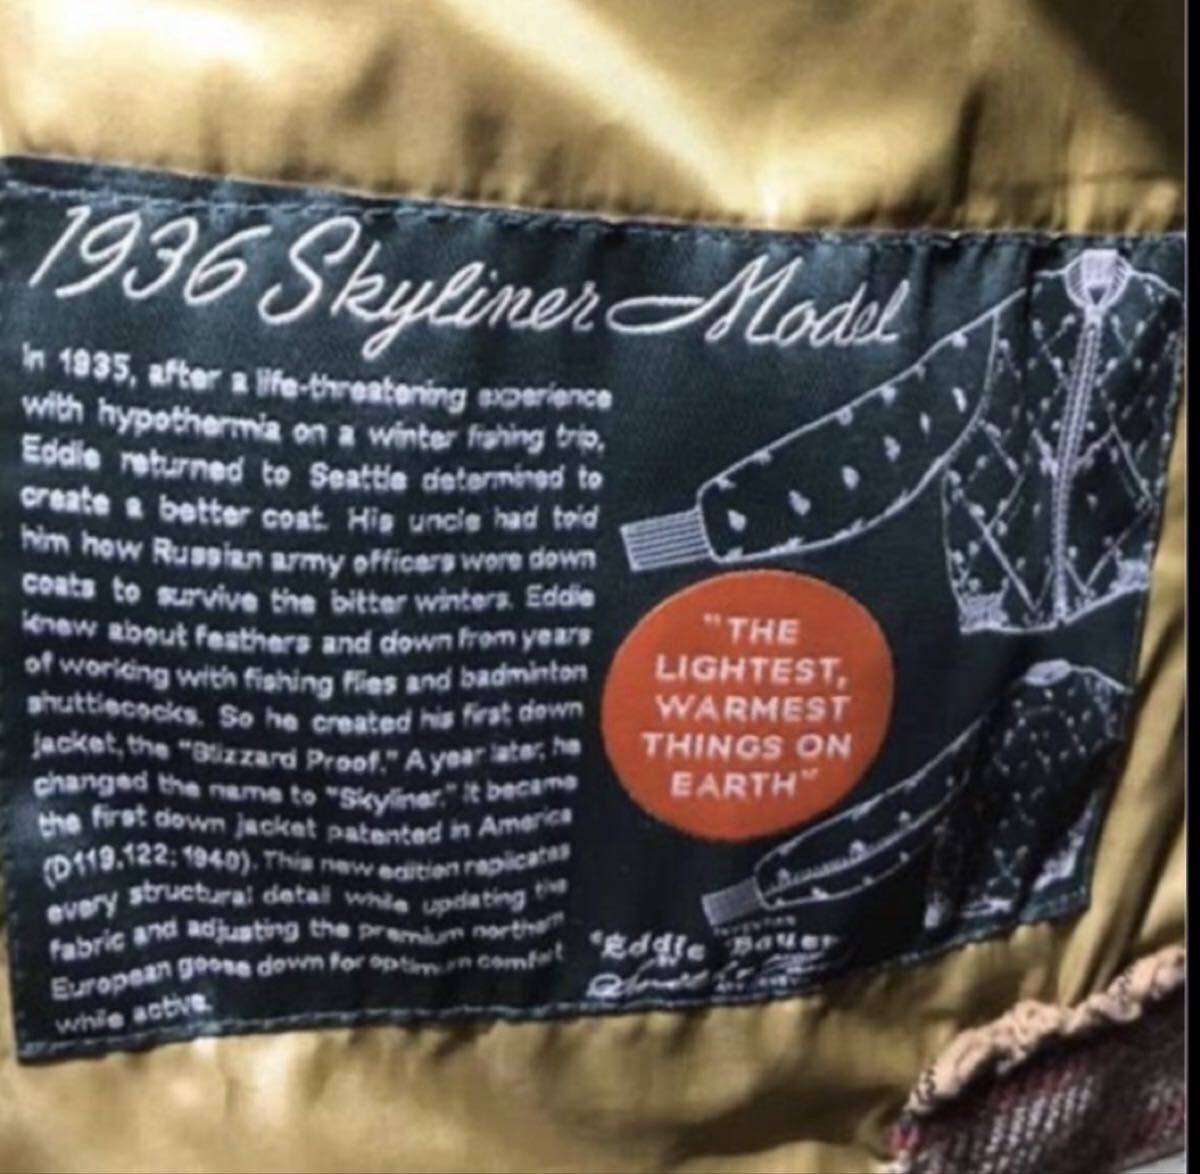 1936 Skyliner Model
In 1935, after a life-threatening experience
with hypothermia on a winter fishing trip,
Eddie returned to Seattle determined to
create a better coat. His uncle had told
him how Russian army officers wore down
coats to survive the bitter winters. Eddie
knew about feathers and down from years
of working with fishing flies and badminton
shuttlecocks. So he created his first down
jacket, the "Blizzard Proof." A year later, he
changed the name to "Skyliner." It became
the first down jacket patented in America
(D119,122; 1940). This new edition replicates
every structural detail while updating the
fabric and adjusting the premium northern
European goose down for optimum comfort
while active.
"THE
LIGHTEST,
WARMEST
THINGS ON
EARTH"
INVENTOR
"Eddie Bauer